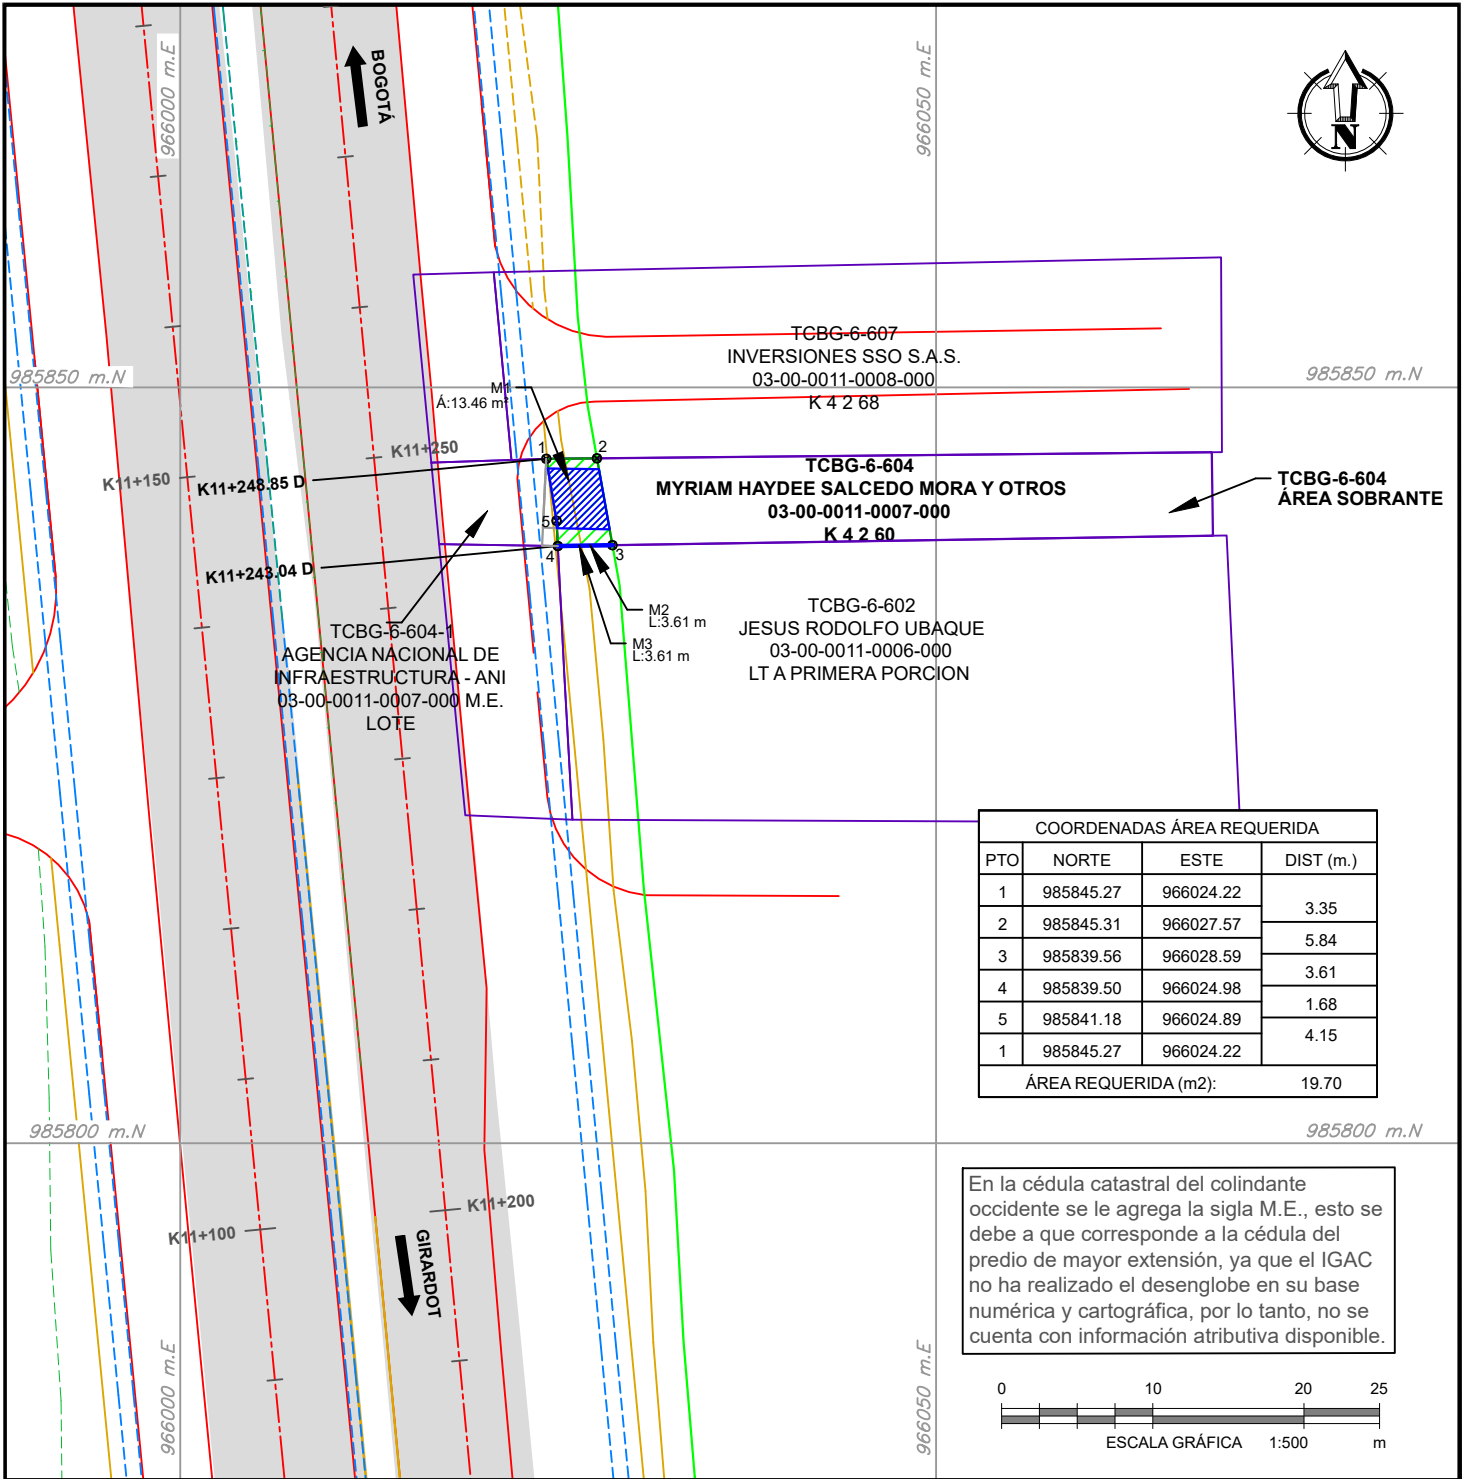 966000 m.E
BOGOTÁ
966050 m.E
N
985850 m.N
985850 m.N
TCBG-6-607
INVERSIONES SSO S.A.S.
03-00-0011-0008-000
K 4 2 68
M1
Á:13.46 m²
K11+250
K11+150
K11+248.85 D
1
2
5
4
3
TCBG-6-604
MYRIAM HAYDEE SALCEDO MORA Y OTROS
03-00-0011-0007-000
K 4 2 60
TCBG-6-604
ÁREA SOBRANTE
K11+243.04 D
M2
L:3.61 m
M3
L:3.61 m
TCBG-6-602
JESUS RODOLFO UBAQUE
03-00-0011-0006-000
LT A PRIMERA PORCION
TCBG-6-604-1
AGENCIA NACIONAL DE
INFRAESTRUCTURA - ANI
03-00-0011-0007-000 M.E.
LOTE
COORDENADAS ÁREA REQUERIDA
PTO NORTE ESTE DIST (m.)
1 985845.27 966024.22
3.35
2 985845.31 966027.57
5.84
3 985839.56 966028.59
3.61
4 985839.50 966024.98
1.68
5 985841.18 966024.89
4.15
1 985845.27 966024.22
ÁREA REQUERIDA (m2): 19.70
985800 m.N
985800 m.N
K11+200
K11+100
GIRARDOT
En la cédula catastral del colindante
occidente se le agrega la sigla M.E., esto se
debe a que corresponde a la cédula del
predio de mayor extensión, ya que el IGAC
no ha realizado el desenglobe en su base
numérica y cartográfica, por lo tanto, no se
cuenta con información atributiva disponible.
966000 m.E
966050 m.E
0 10 20 25
ESCALA GRÁFICA 1:500 m